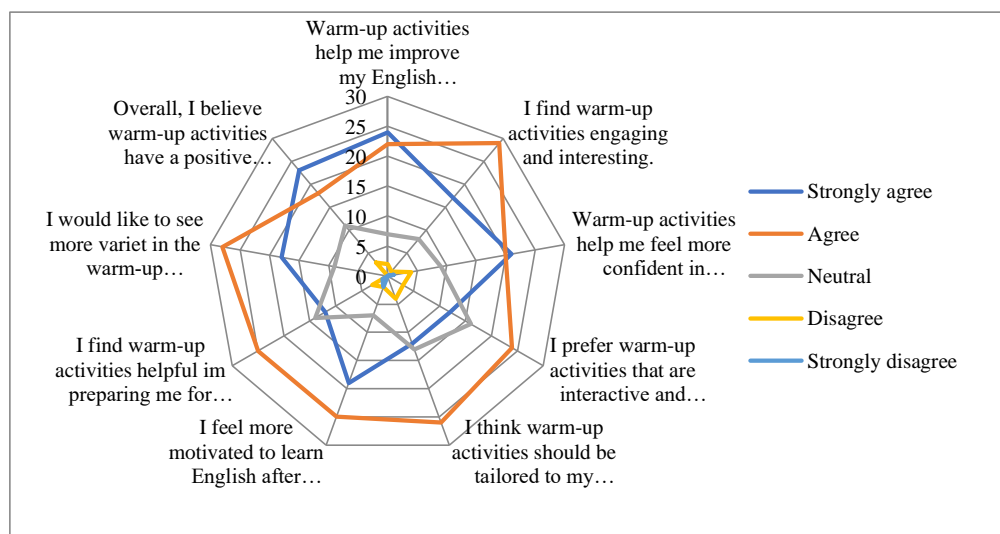 Warm-up activities
help me improve
my English…
I find warm-up
activities engaging
and interesting.
Warm-up activities
help me feel more
confident in…
I prefer warm-up
activities that are
interactive and…
I think warm-up
activities should be
tailored to my…
I feel more
motivated to learn
English after…
I find warm-up
activities helpful im
preparing me for…
I would like to see
more variet in the
warm-up…
Overall, I believe
warm-up activities
have a positive…
30
25
20
15
10
5
0
Strongly agree
Agree
Neutral
Disagree
Strongly disagree